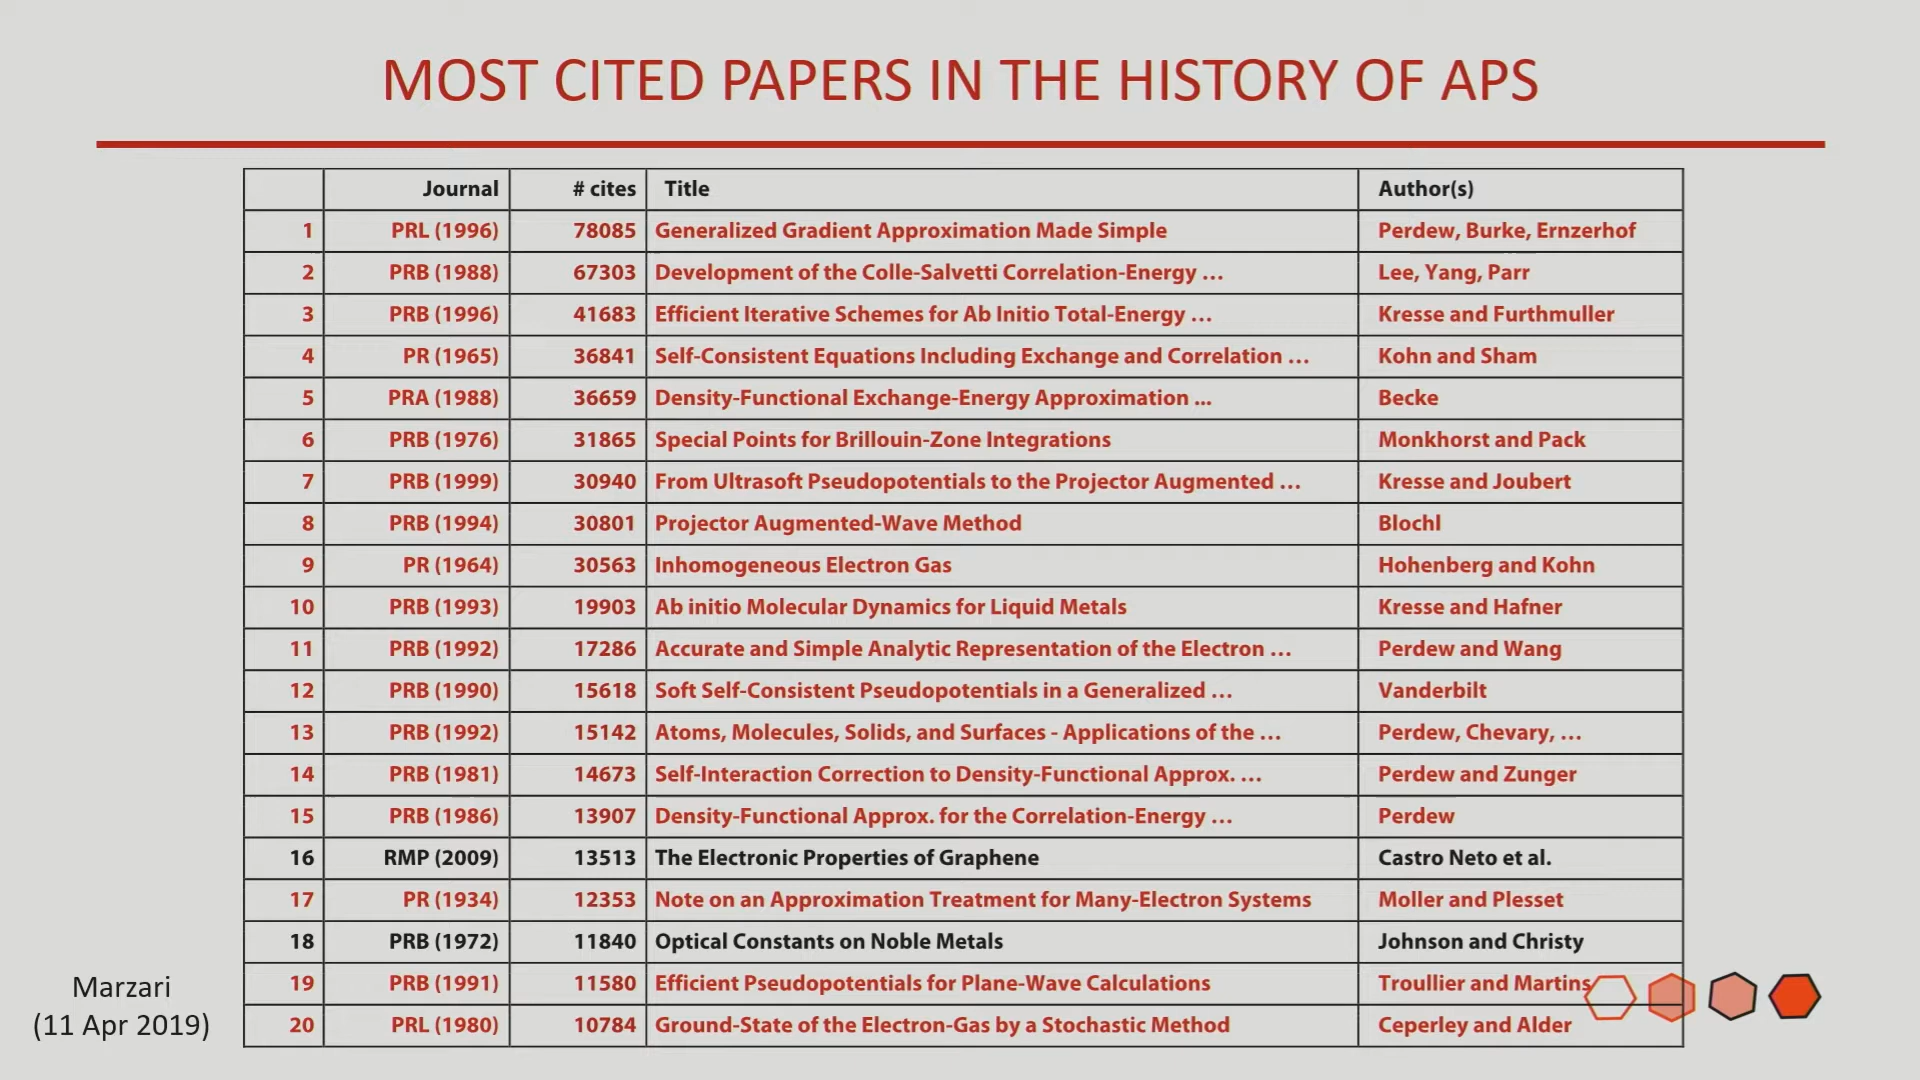 MOST CITED PAPERS IN THE HISTORY OF APS
Journal # cites Title Author(s)
1 PRL (1996) 78085 Generalized Gradient Approximation Made Simple Perdew, Burke, Ernzerhof
2 PRB (1988) 67303 Development of the Colle-Salvetti Correlation-Energy … Lee, Yang, Parr
3 PRB (1996) 41683 Efficient Iterative Schemes for Ab Initio Total-Energy … Kresse and Furthmuller
4 PR (1965) 36841 Self-Consistent Equations Including Exchange and Correlation … Kohn and Sham
5 PRA (1988) 36659 Density-Functional Exchange-Energy Approximation ... Becke
6 PRB (1976) 31865 Special Points for Brillouin-Zone Integrations Monkhorst and Pack
7 PRB (1999) 30940 From Ultrasoft Pseudopotentials to the Projector Augmented … Kresse and Joubert
8 PRB (1994) 30801 Projector Augmented-Wave Method Blochl
9 PR (1964) 30563 Inhomogeneous Electron Gas Hohenberg and Kohn
10 PRB (1993) 19903 Ab initio Molecular Dynamics for Liquid Metals Kresse and Hafner
11 PRB (1992) 17286 Accurate and Simple Analytic Representation of the Electron … Perdew and Wang
12 PRB (1990) 15618 Soft Self-Consistent Pseudopotentials in a Generalized … Vanderbilt
13 PRB (1992) 15142 Atoms, Molecules, Solids, and Surfaces - Applications of the … Perdew, Chevary, …
14 PRB (1981) 14673 Self-Interaction Correction to Density-Functional Approx. … Perdew and Zunger
15 PRB (1986) 13907 Density-Functional Approx. for the Correlation-Energy … Perdew
16 RMP (2009) 13513 The Electronic Properties of Graphene Castro Neto et al.
17 PR (1934) 12353 Note on an Approximation Treatment for Many-Electron Systems Moller and Plesset
18 PRB (1972) 11840 Optical Constants on Noble Metals Johnson and Christy
19 PRB (1991) 11580 Efficient Pseudopotentials for Plane-Wave Calculations Troullier and Martins
20 PRL (1980) 10784 Ground-State of the Electron-Gas by a Stochastic Method Ceperley and Alder
Marzari
(11 Apr 2019)